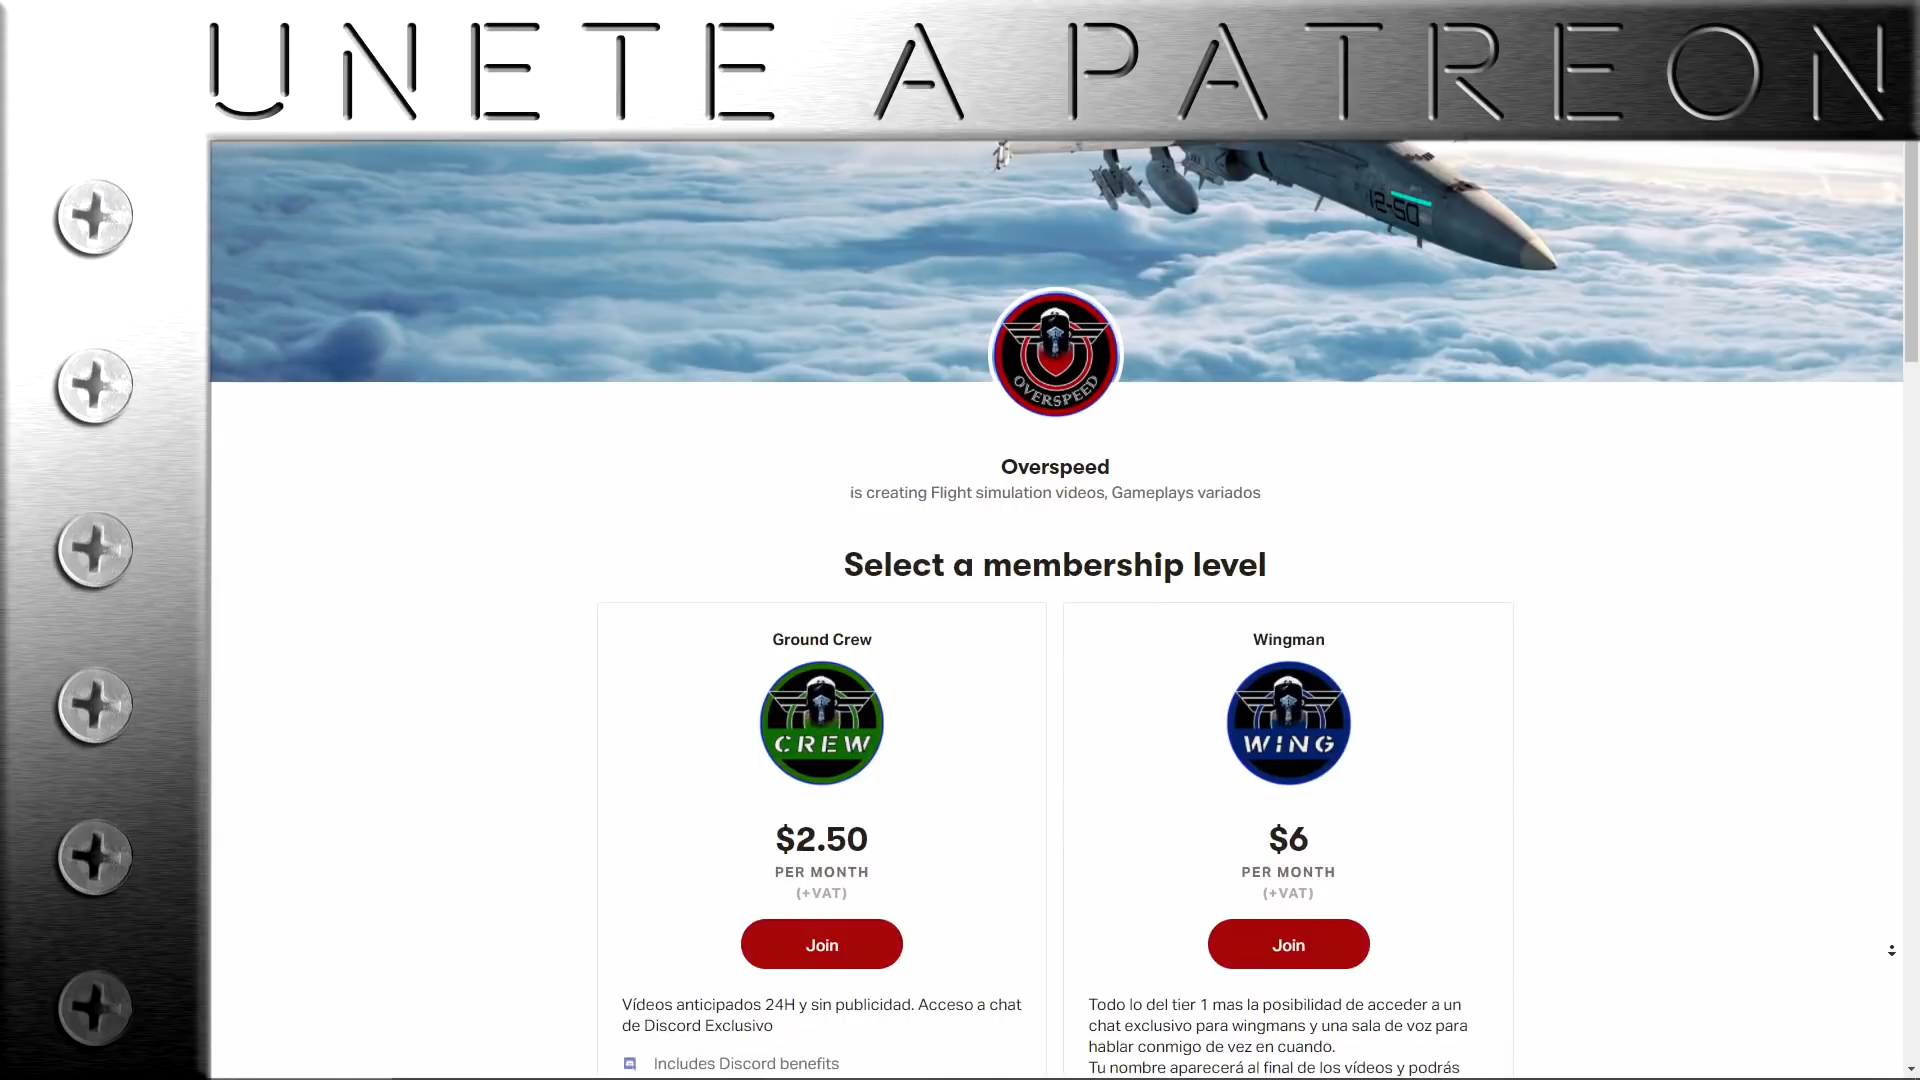 UNETE A PATREON
12-SQ
OVERSPEED
Overspeed
is creating Flight simulation videos, Gameplays variados
Select a membership level
Ground Crew
CREW
$2.50
PER MONTH
(+VAT)
Join
Vídeos anticipados 24H y sin publicidad. Acceso a chat
de Discord Exclusivo
Includes Discord benefits
Wingman
WING
$6
PER MONTH
(+VAT)
Join
Todo lo del tier 1 mas la posibilidad de acceder a un
chat exclusivo para wingmans y una sala de voz para
hablar conmigo de vez en cuando.
Tu nombre aparecerá al final de los vídeos y podrás